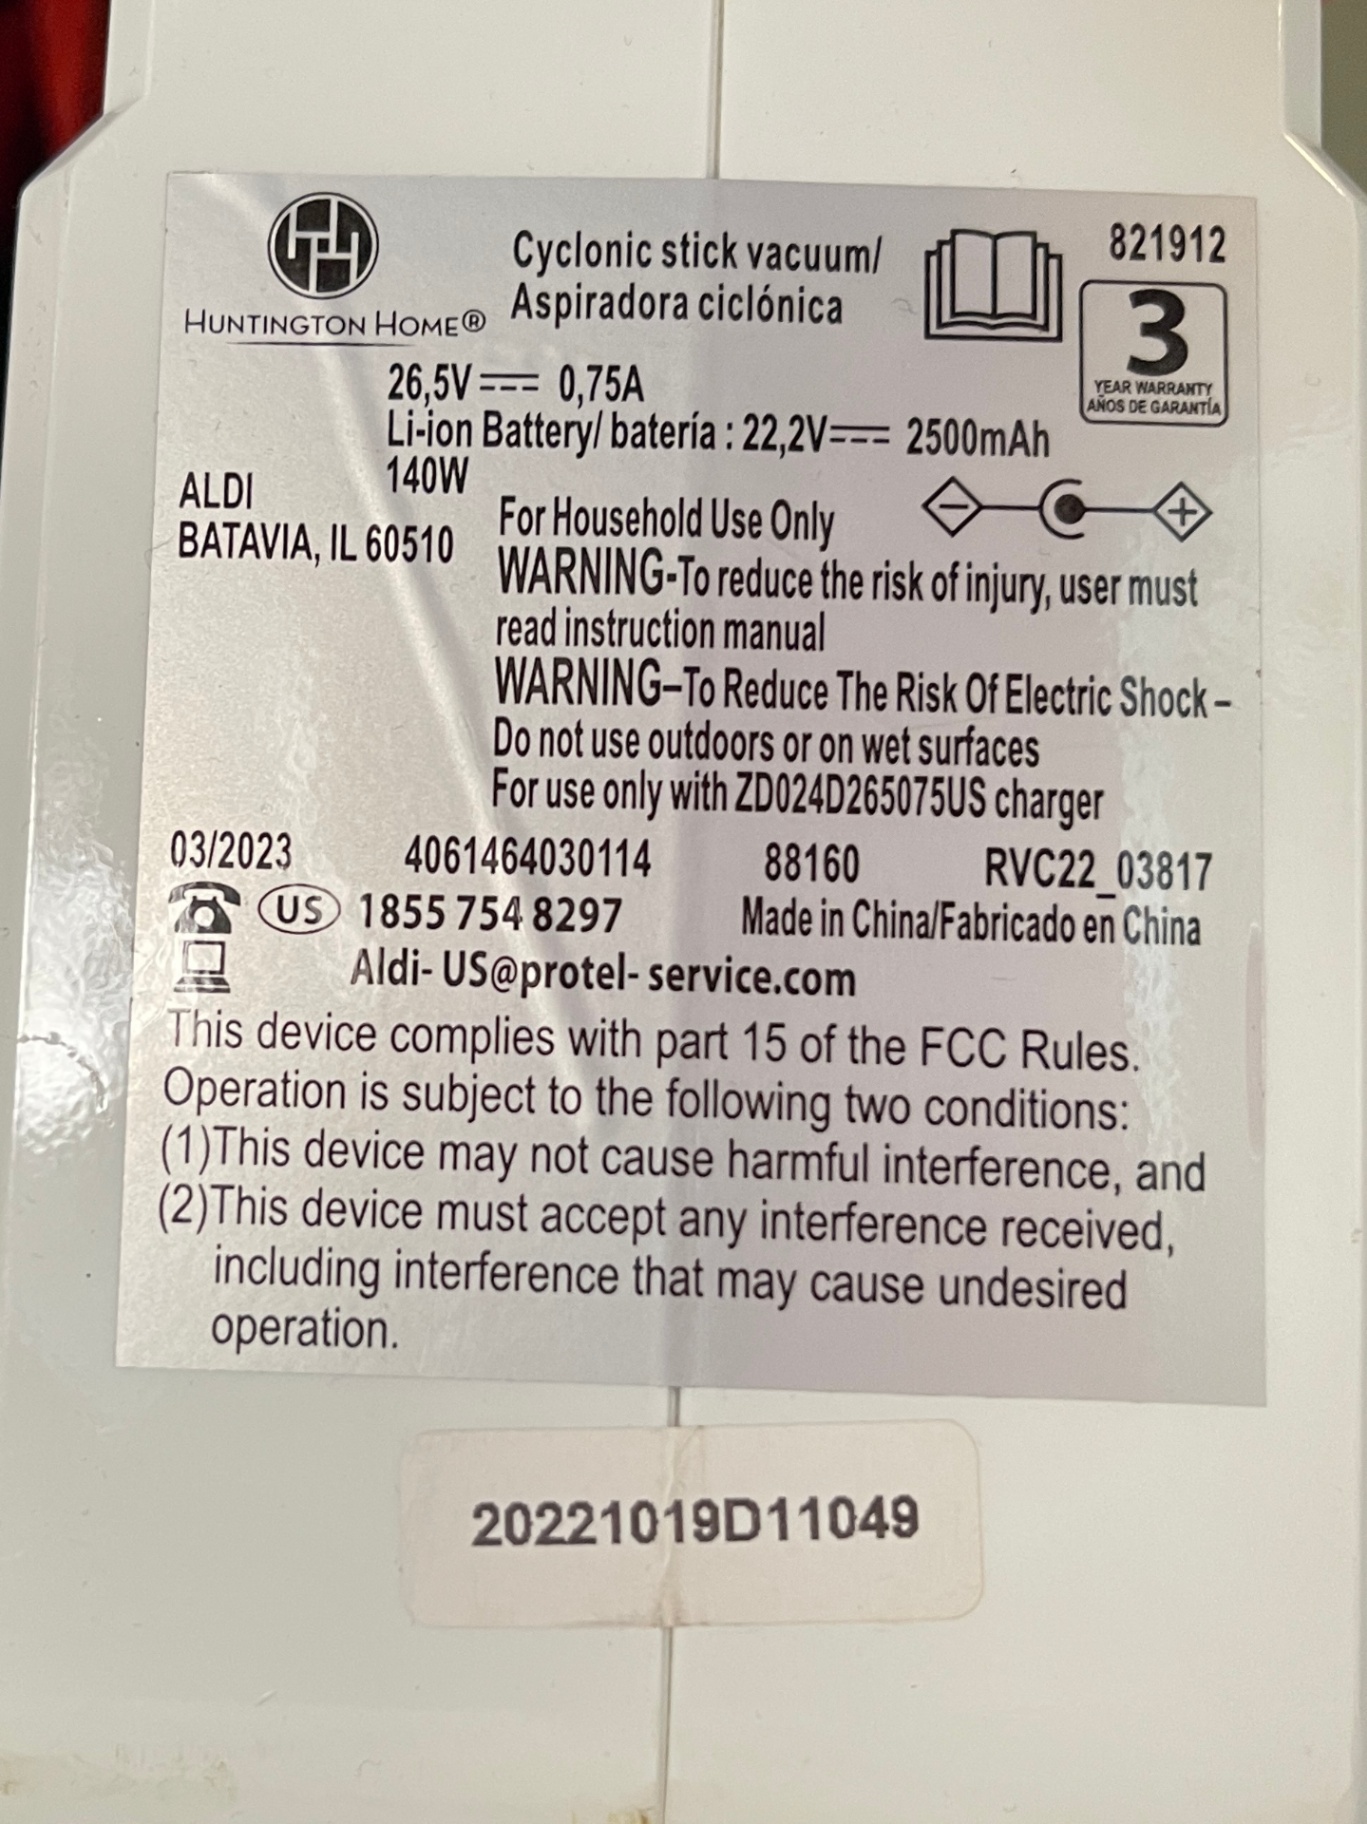 HUNTINGTON HOME®
Cyclonic stick vacuum/
Aspiradora ciclónica
821912
3
YEAR WARRANTY
AÑOS DE GARANTÍA
26,5V⎓ 0,75A
Li-ion Battery/ batería : 22,2V⎓ 2500mAh
140W
ALDI
BATAVIA, IL 60510
For Household Use Only
WARNING-To reduce the risk of injury, user must
read instruction manual
WARNING–To Reduce The Risk Of Electric Shock –
Do not use outdoors or on wet surfaces
For use only with ZD024D265075US charger
03/2023 4061464030114 88160 RVC22_03817
US 1855 754 8297 Made in China/Fabricado en China
Aldi- US@protel- service.com
This device complies with part 15 of the FCC Rules.
Operation is subject to the following two conditions:
(1)This device may not cause harmful interference, and
(2)This device must accept any interference received,
including interference that may cause undesired
operation.
20221019D11049